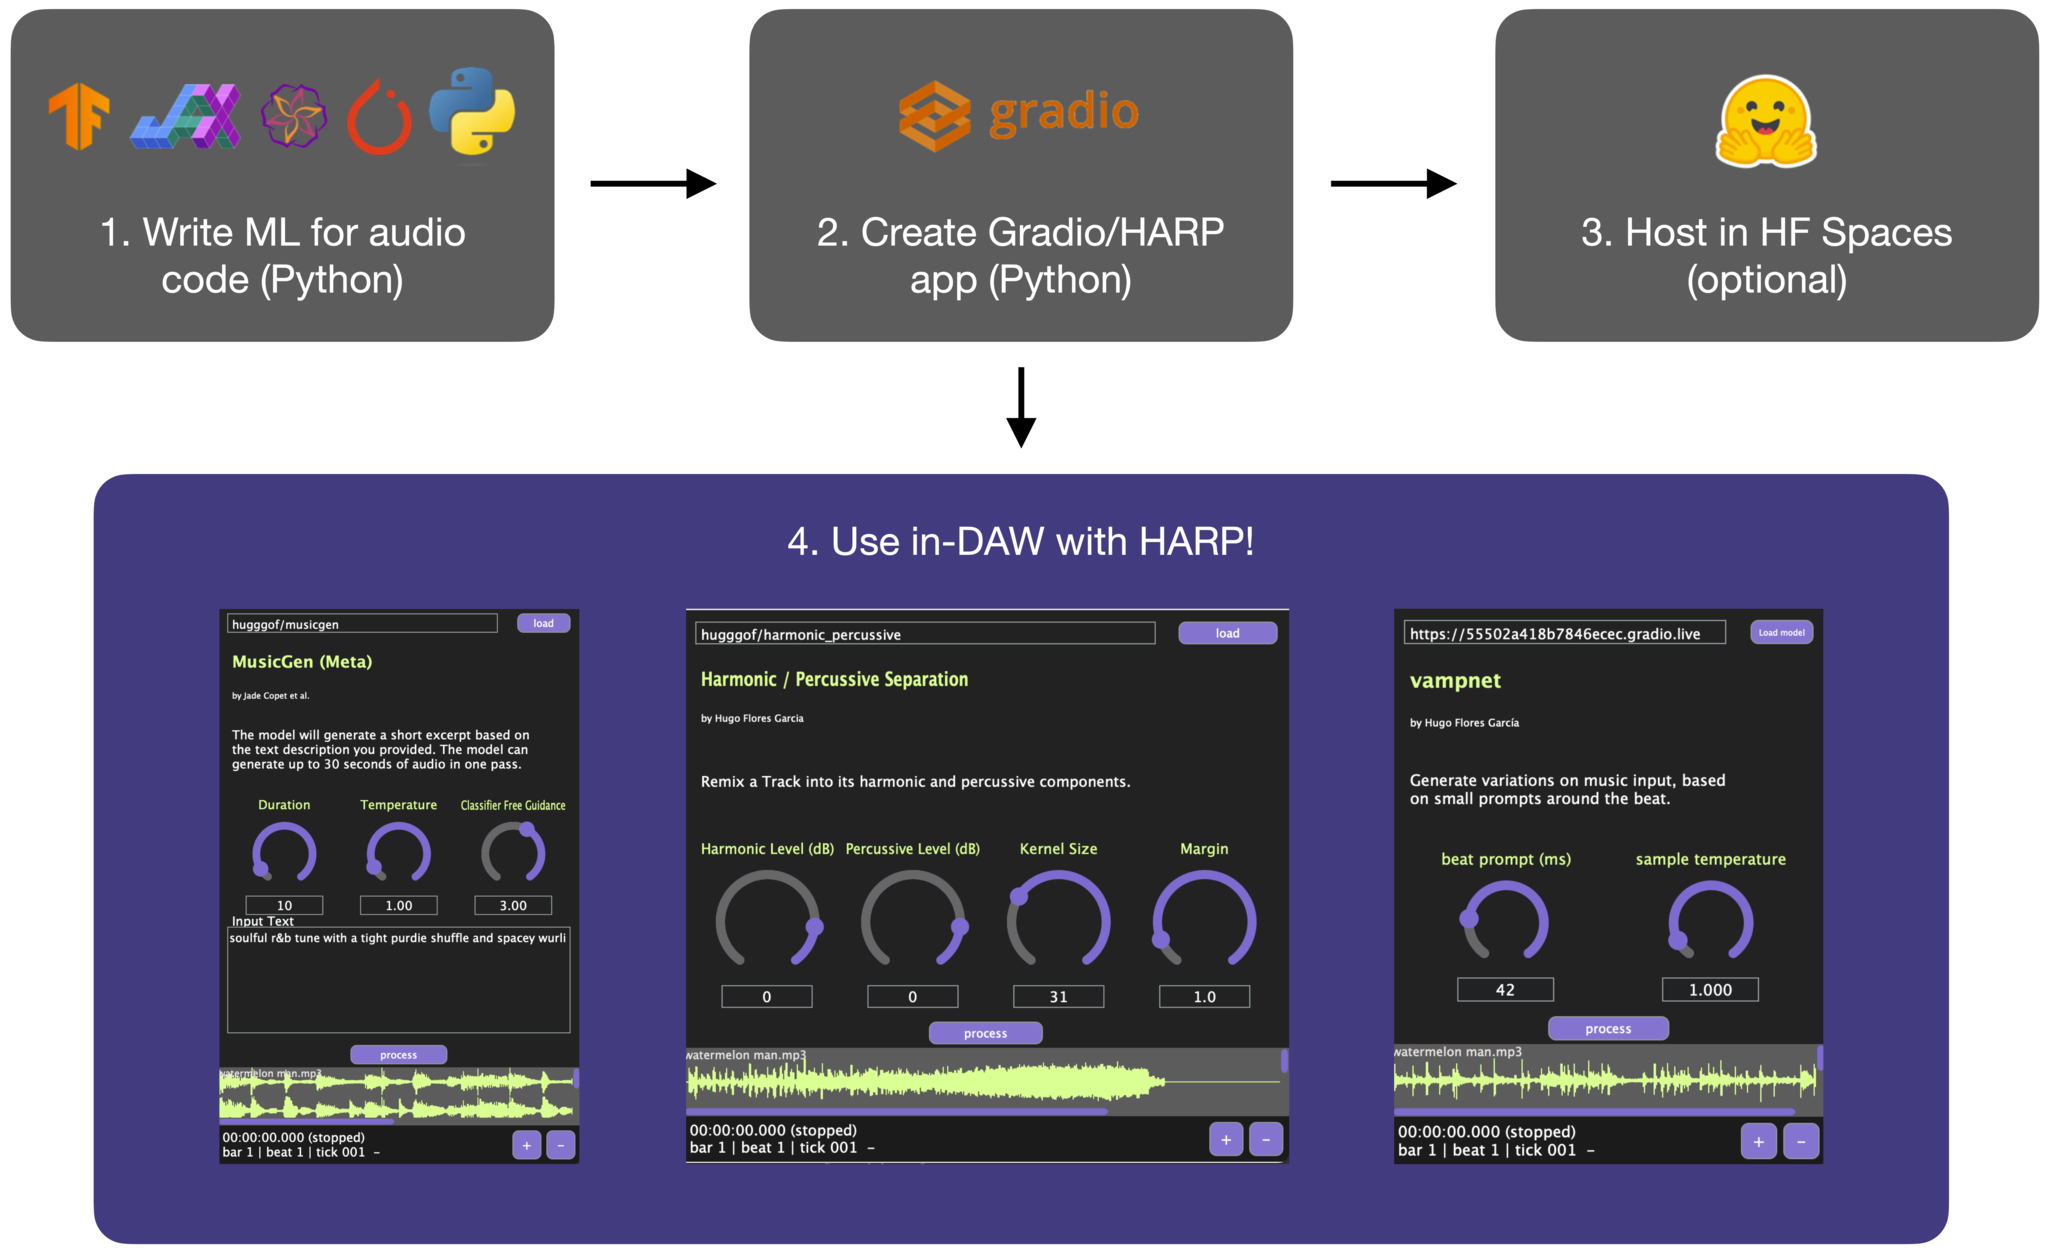 gradio
1. Write ML for audio
code (Python)
2. Create Gradio/HARP
app (Python)
3. Host in HF Spaces
(optional)
4. Use in-DAW with HARP!
hugggof/musicgen
load
MusicGen (Meta)
by Jade Copet et al.
The model will generate a short excerpt based on
the text description you provided. The model can
generate up to 30 seconds of audio in one pass.
Duration
Temperature
Classifier Free Guidance
10
1.00
3.00
Input Text
soulful r&b tune with a tight purdie shuffle and spacey wurli
process
watermelon man.mp3
00:00:00.000 (stopped)
bar 1 | beat 1 | tick 001 –
+
–
hugggof/harmonic_percussive
load
Harmonic / Percussive Separation
by Hugo Flores Garcia
Remix a Track into its harmonic and percussive components.
Harmonic Level (dB)
Percussive Level (dB)
Kernel Size
Margin
0
0
31
1.0
process
watermelon man.mp3
00:00:00.000 (stopped)
bar 1 | beat 1 | tick 001 –
+
–
https://55502a418b7846ecec.gradio.live
Load model
vampnet
by Hugo Flores García
Generate variations on music input, based
on small prompts around the beat.
beat prompt (ms)
sample temperature
42
1.000
process
watermelon man.mp3
00:00:00.000 (stopped)
bar 1 | beat 1 | tick 001 –
+
–